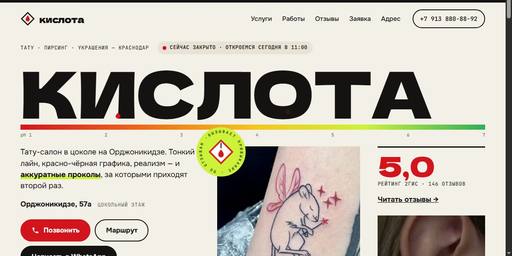 кислота
Услуги Работы Отзывы Заявка Адрес +7 913 880-88-92
ТАТУ · ПИРСИНГ · УКРАШЕНИЯ — КРАСНОДАР СЕЙЧАС ЗАКРЫТО · ОТКРОЕМСЯ СЕГОДНЯ В 11:00
КИСЛОТА
pH 1 2 3 4 5 6 7
Тату-салон в цоколе на Орджоникидзе. Тонкий
лайн, красно-чёрная графика, реализм — и
аккуратные проколы, за которыми приходят
второй раз.
Орджоникидзе, 57а ЦОКОЛЬНЫЙ ЭТАЖ
Позвонить Маршрут
5,0
РЕЙТИНГ 2ГИС · 146 ОТЗЫВОВ
Читать отзывы →